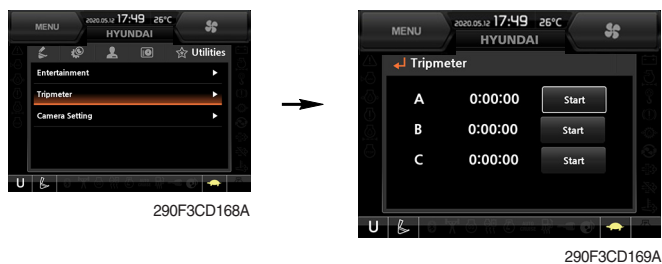 MENU
2020.05.12 17:49 26°C
HYUNDAI
Utilities
Entertainment
Tripmeter
Camera Setting
U
290F3CD168A
MENU
2020.05.12 17:49 26°C
HYUNDAI
Tripmeter
A 0:00:00 Start
B 0:00:00 Start
C 0:00:00 Start
U
290F3CD169A